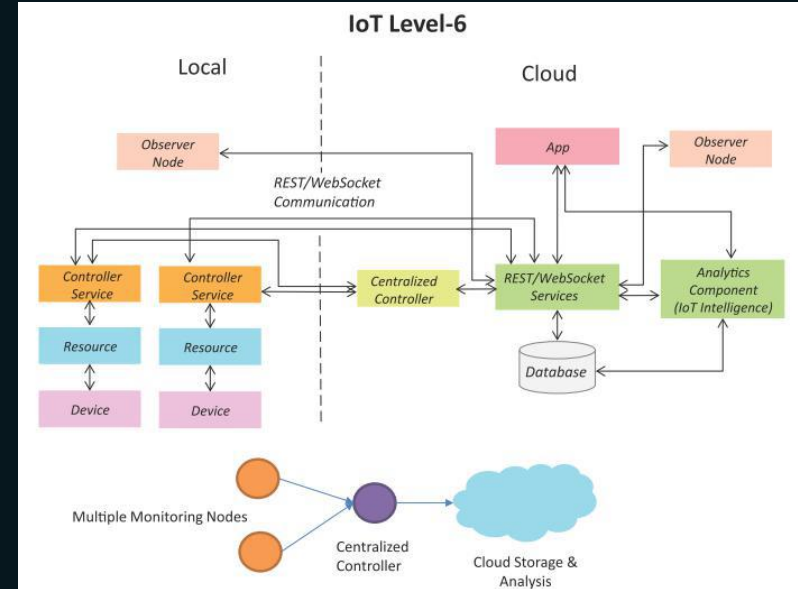 IoT Level-6
Local
Cloud
Observer
Node
App
Observer
Node
REST/WebSocket
Communication
Controller
Service
Controller
Service
Centralized
Controller
REST/WebSocket
Services
Analytics
Component
(IoT Intelligence)
Resource
Resource
Database
Device
Device
Multiple Monitoring Nodes
Centralized
Controller
Cloud Storage &
Analysis